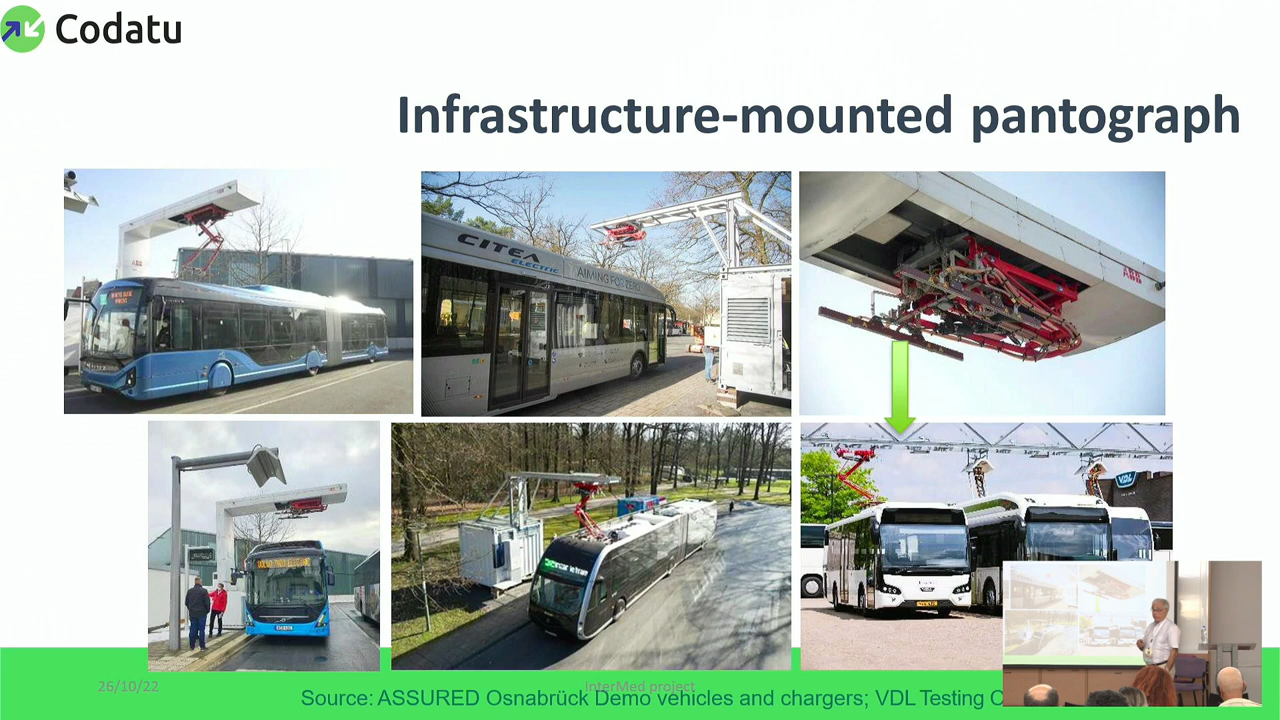 Codatu
Infrastructure-mounted pantograph
CITEA
ELECTRIC
AIMING FOR ZERO
ABB
ABB
VDL
26/10/22
InterMed project
Source: ASSURED Osnabrück Demo vehicles and chargers; VDL Testing C